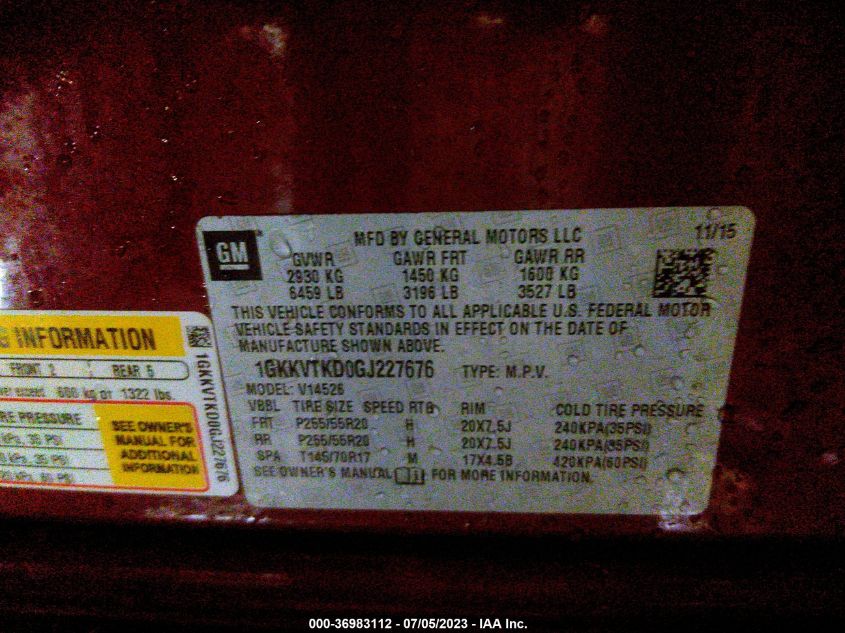 GM
MFD BY GENERAL MOTORS LLC
11/15
GVWR GAWR FRT GAWR RR
2930 KG 1450 KG 1600 KG
6459 LB 3196 LB 3527 LB
THIS VEHICLE CONFORMS TO ALL APPLICABLE U.S. FEDERAL MOTOR
VEHICLE SAFETY STANDARDS IN EFFECT ON THE DATE OF
MANUFACTURE SHOWN ABOVE.
1GKKVTKD0GJ227676 TYPE: M.P.V.
MODEL: V14526
VBBL TIRE SIZE SPEED RTG RIM COLD TIRE PRESSURE
FRT P255/55R20 H 20X7.5J 240KPA(35PSI)
RR P255/55R20 H 20X7.5J 240KPA(35PSI)
SPA T145/70R17 M 17X4.5B 420KPA(60PSI)
SEE OWNER'S MANUAL FOR MORE INFORMATION.
INFORMATION
FRONT 2 REAR 5
exceed 600 kg or 1322 lbs.
PRESSURE
kPa, 35 PSI
kPa, 35 PSI
kPa, 60 PSI
SEE OWNER'S
MANUAL FOR
ADDITIONAL
INFORMATION
1GKKVTKD0GJ227676
000-36983112 - 07/05/2023 - IAA Inc.